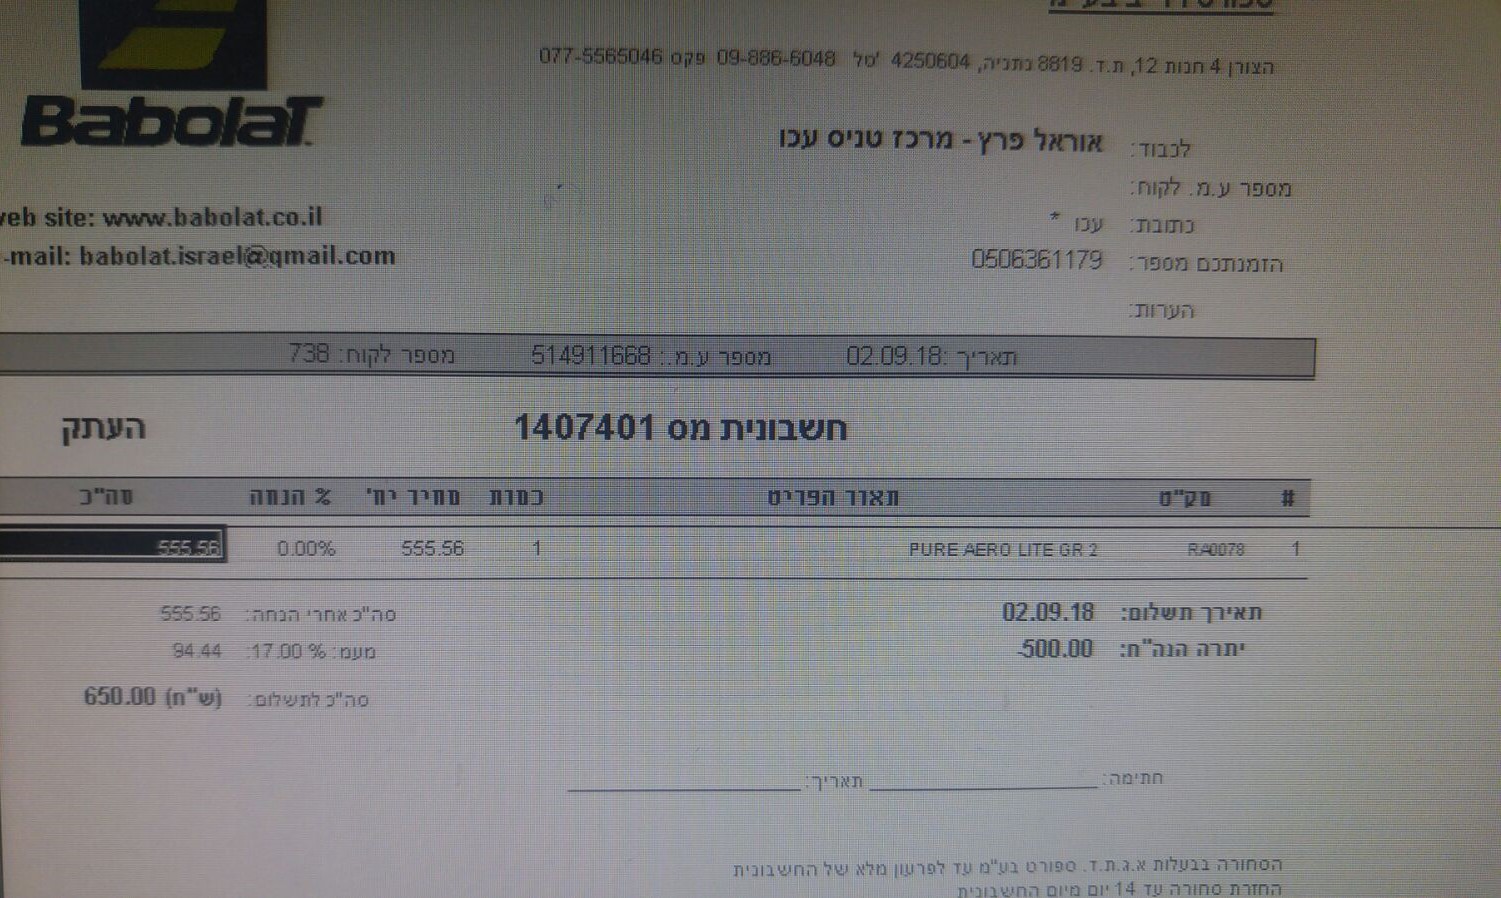 הצורן 4 חנות 12, ת.ד. 8819 נתניה, 4250604 טל' 09-886-6048 פקס 077-5565046
Babolat
לכבוד: אוראל פרץ - מרכז טניס עכו
מספר ע.מ. לקוח:
web site: www.babolat.co.il
כתובת: עכו *
-mail: babolat.israel@gmail.com
הזמנתכם מספר: 0506361179
הערות:
תאריך: 02.09.18 מספר ע.מ.: 514911668 מספר לקוח: 738
חשבונית מס 1407401 העתק
# מק"ט תאור הפריט כמות מחיר יח' % הנחה סה"כ
1 RA0078 PURE AERO LITE GR 2 1 555.56 0.00% 555.56
תאירך תשלום: 02.09.18 סה"כ אחרי הנחה: 555.56
יתרה הנה"ח: -500.00 מעמ: % 17.00: 94.44
סה"כ לתשלום: 650.00 (ש"ח)
חתימה: תאריך:
הסחורה בבעלות א.ג.ת.ד. ספורט בע"מ עד לפרעון מלא של החשבונית
החזרת סחורה עד 14 יום מיום החשבונית